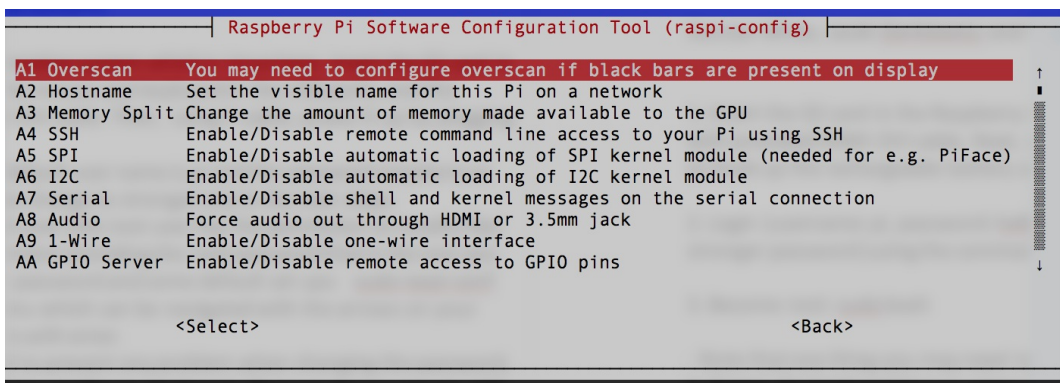 Raspberry Pi Software Configuration Tool (raspi-config)
A1 Overscan You may need to configure overscan if black bars are present on display
A2 Hostname Set the visible name for this Pi on a network
A3 Memory Split Change the amount of memory made available to the GPU
A4 SSH Enable/Disable remote command line access to your Pi using SSH
A5 SPI Enable/Disable automatic loading of SPI kernel module (needed for e.g. PiFace)
A6 I2C Enable/Disable automatic loading of I2C kernel module
A7 Serial Enable/Disable shell and kernel messages on the serial connection
A8 Audio Force audio out through HDMI or 3.5mm jack
A9 1-Wire Enable/Disable one-wire interface
AA GPIO Server Enable/Disable remote access to GPIO pins
<Select> <Back>